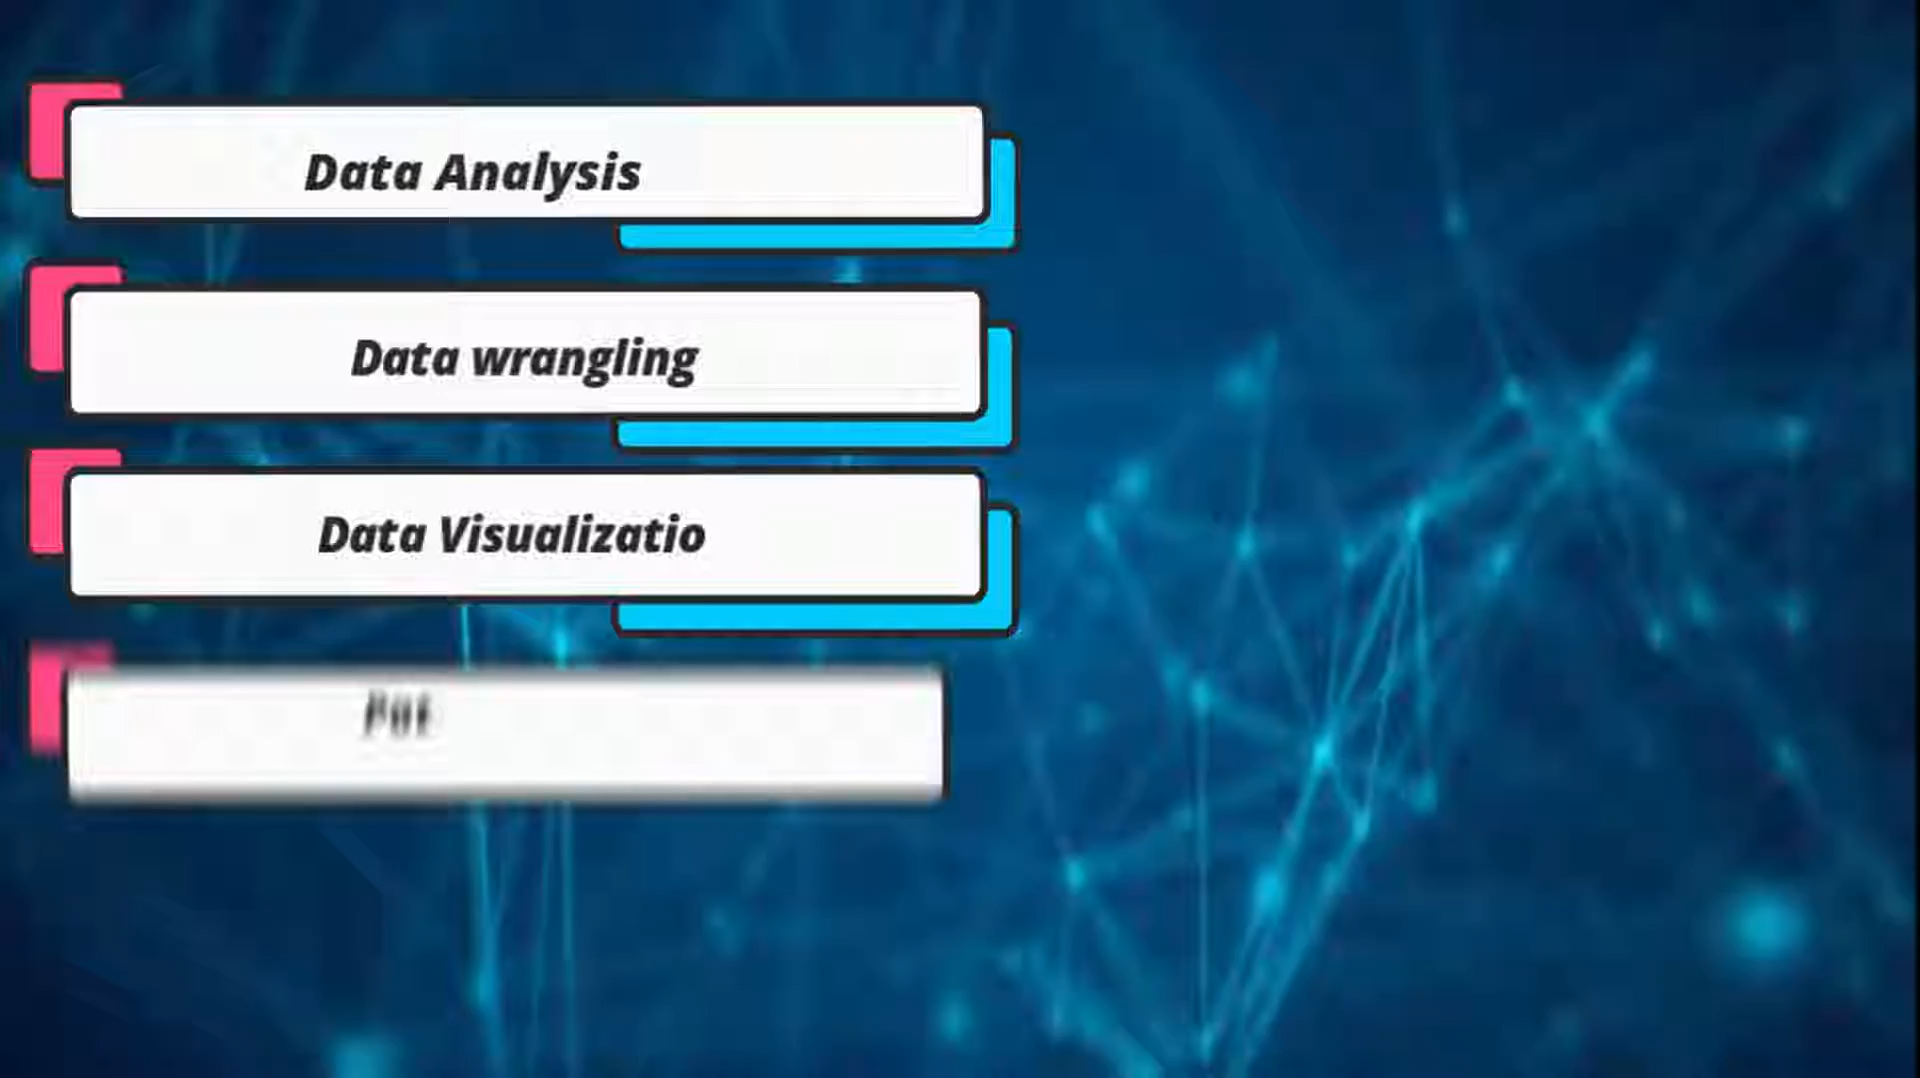 Data Analysis
Data wrangling
Data Visualizatio